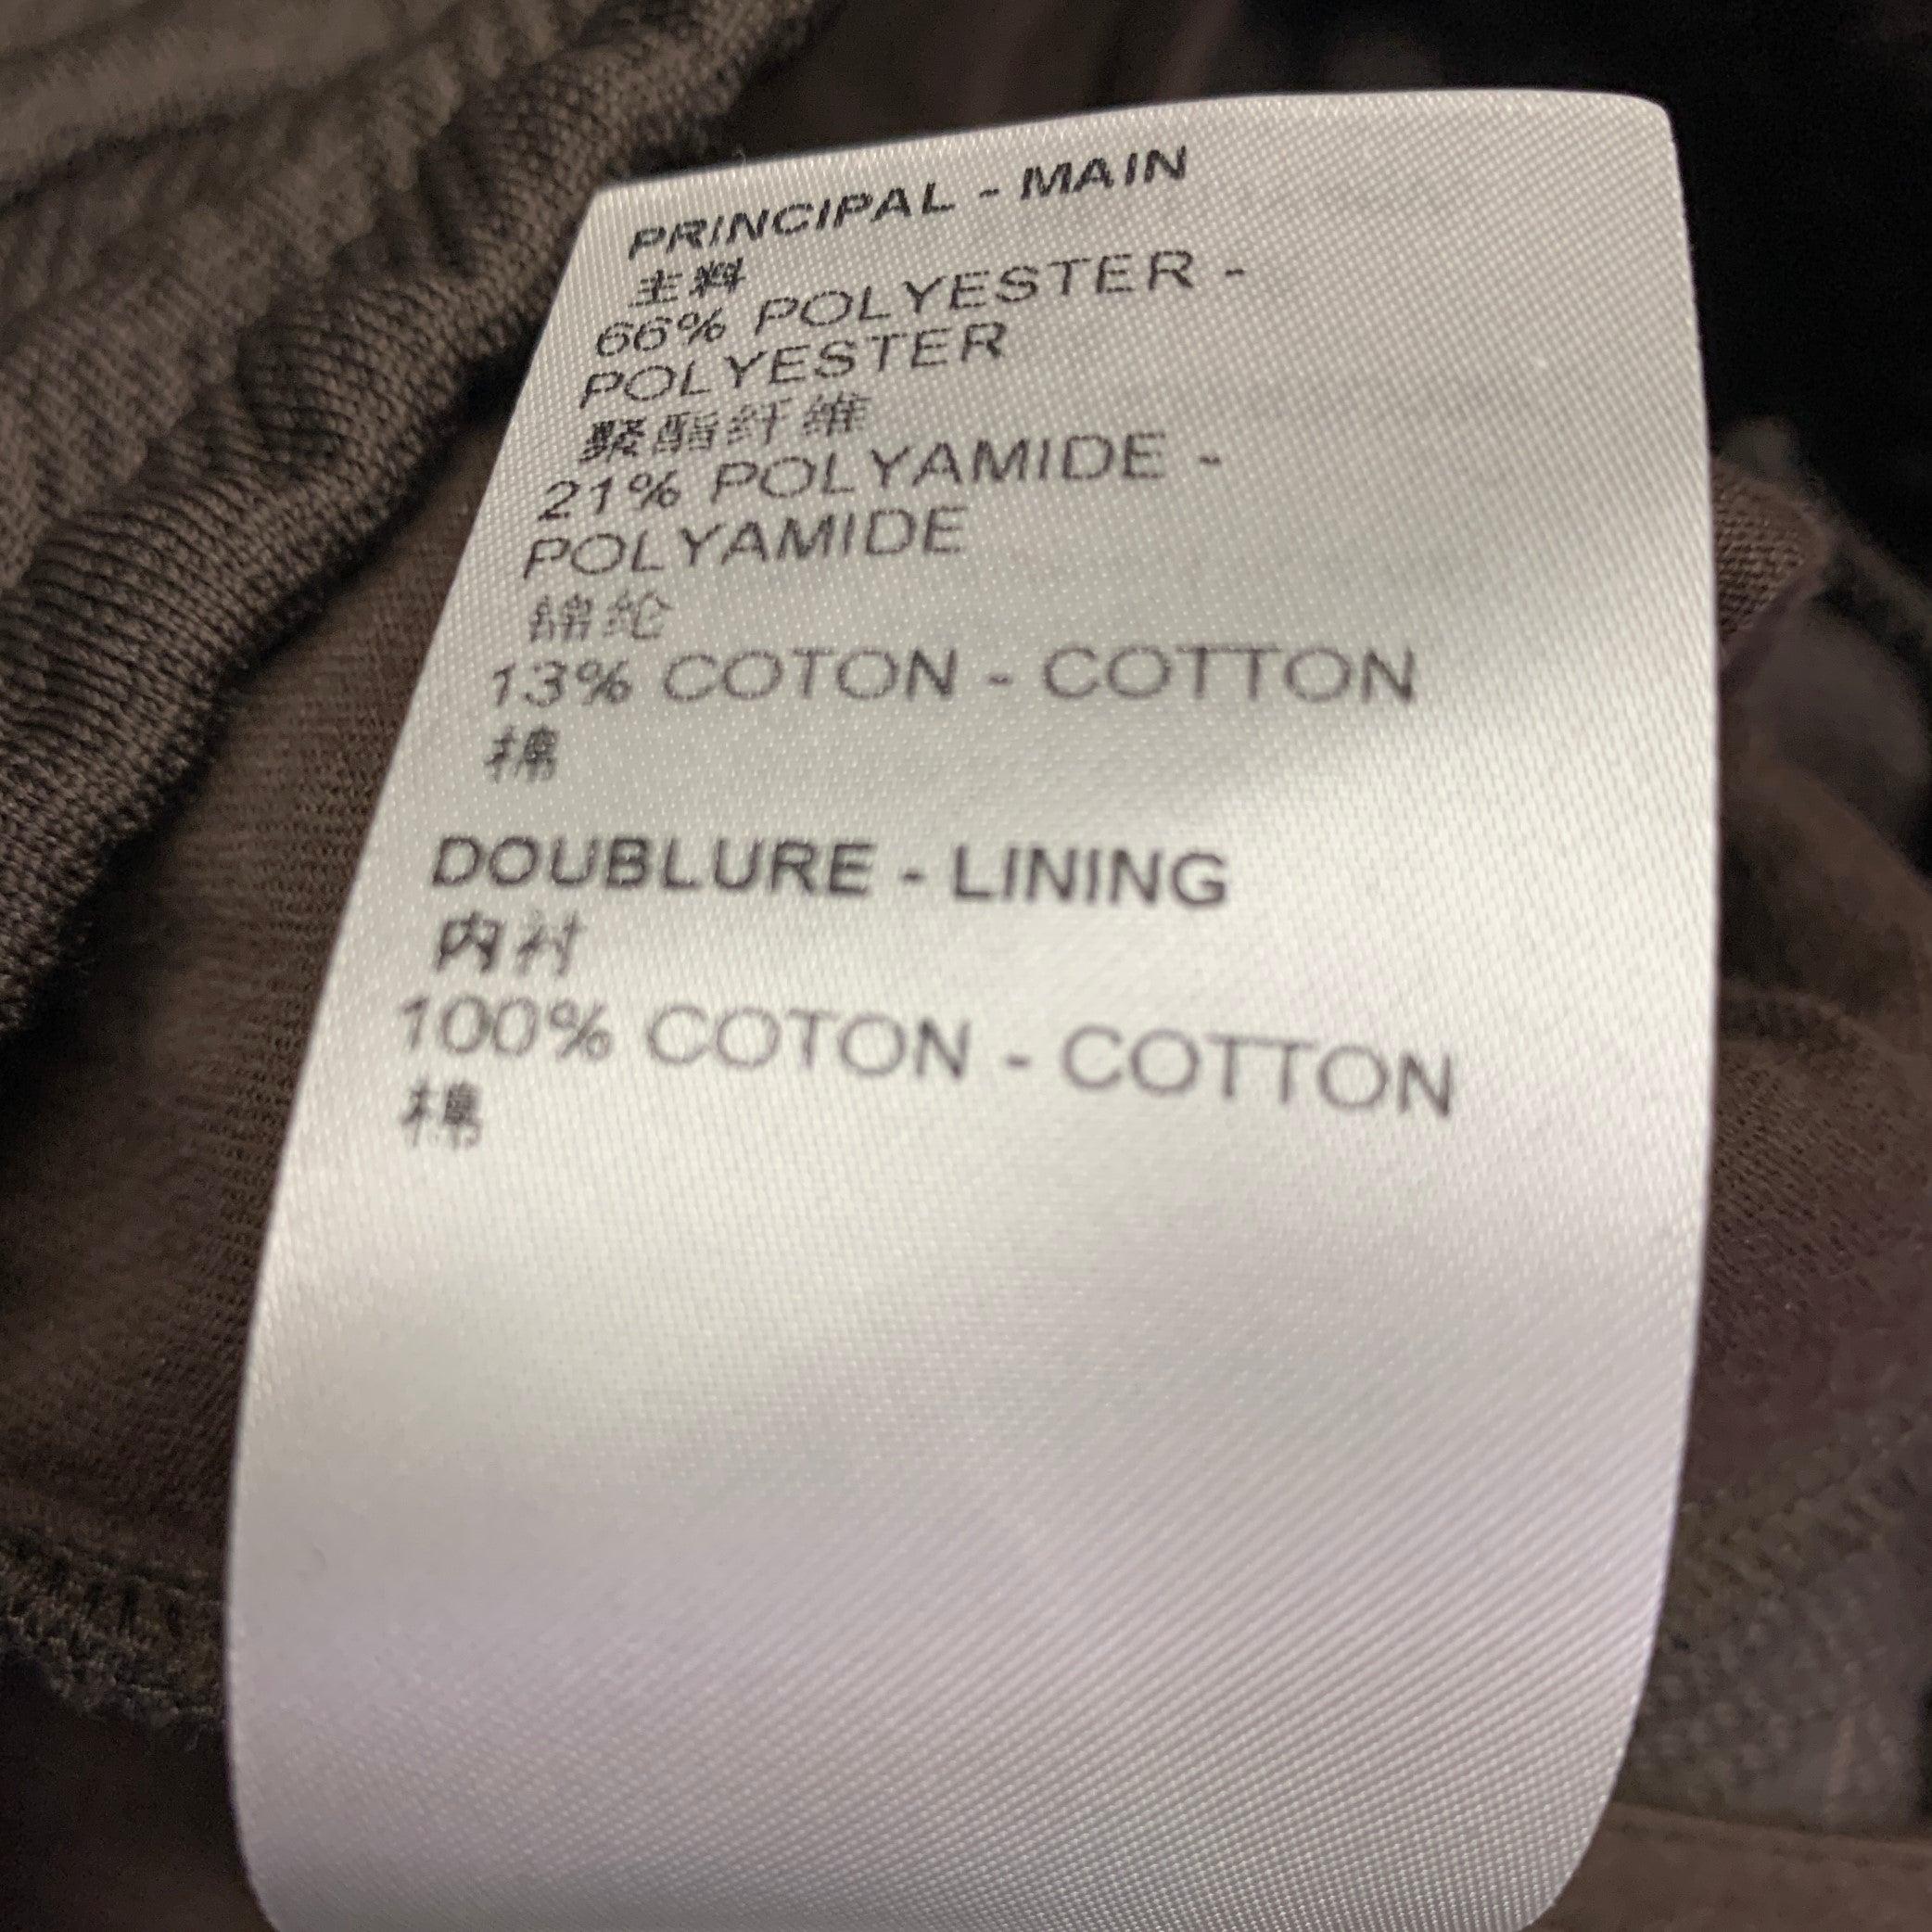 PRINCIPAL - MAIN
主料
66% POLYESTER -
POLYESTER
聚酯纤维
21% POLYAMIDE -
POLYAMIDE
锦纶
13% COTON - COTTON
棉
DOUBLURE - LINING
内衬
100% COTON - COTTON
棉